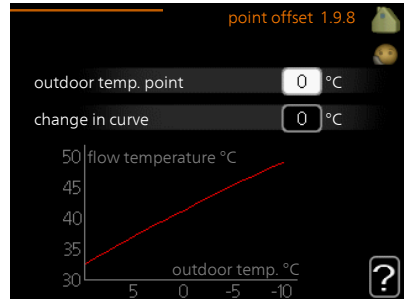 point offset 1.9.8
outdoor temp. point 0 °C
change in curve 0 °C
50 flow temperature °C
45
40
35
outdoor temp. °C
30
5 0 -5 -10
?